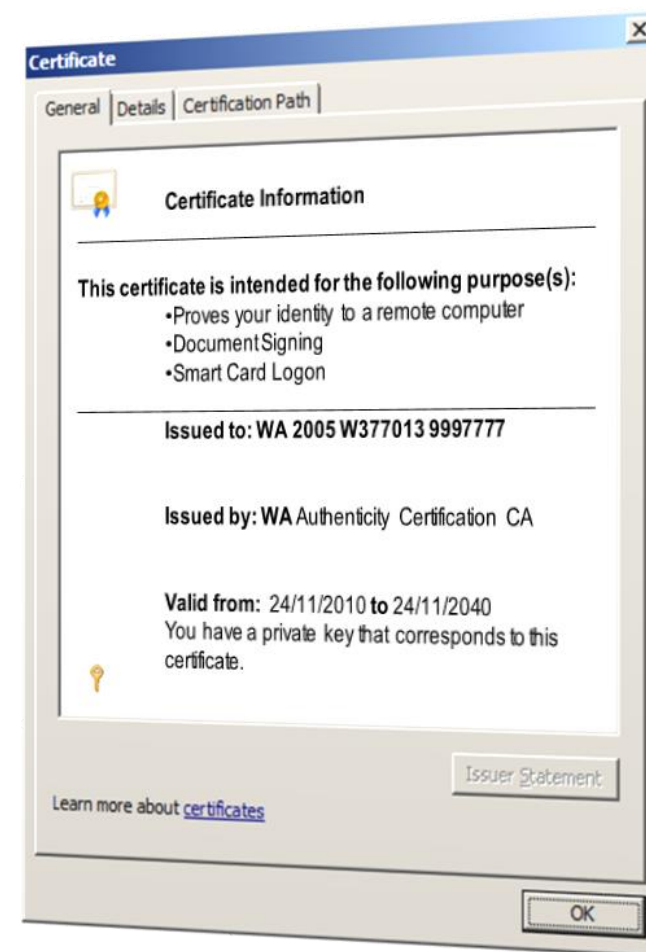 Certificate
General Details Certification Path
Certificate Information
This certificate is intended for the following purpose(s):
•Proves your identity to a remote computer
•Document Signing
•Smart Card Logon
Issued to: WA 2005 W377013 9997777
Issued by: WA Authenticity Certification CA
Valid from: 24/11/2010 to 24/11/2040
You have a private key that corresponds to this
certificate.
Issuer Statement
Learn more about certificates
OK